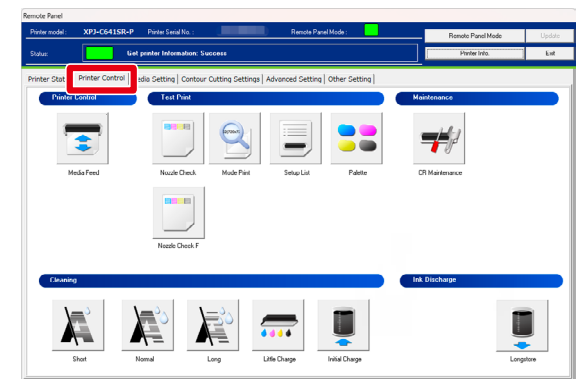 Remote Panel
Printer model : XPJ-C641SR-P Printer Serial No. : Remote Panel Mode :
Remote Panel Mode Update
Status: Get printer Information: Success
Printer Info. Exit
Printer Stat Printer Control dia Setting Contour Cutting Settings Advanced Setting Other Setting
Printer Control Test Print Maintenance
Media Feed Nozzle Check Mode Print Setup List Palette CR Maintenance
Nozzle Check F
Cleaning Ink Discharge
Short Normal Long Little Charge Initial Charge Longstore